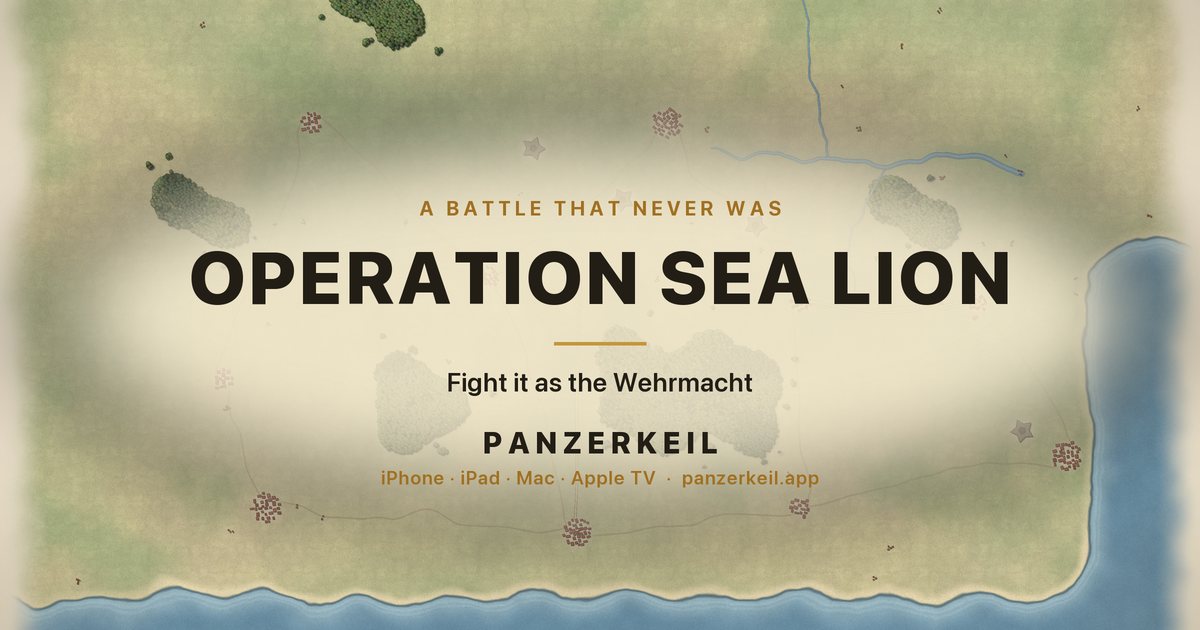 A BATTLE THAT NEVER WAS
OPERATION SEA LION
Fight it as the Wehrmacht
PANZERKEIL
iPhone · iPad · Mac · Apple TV · panzerkeil.app